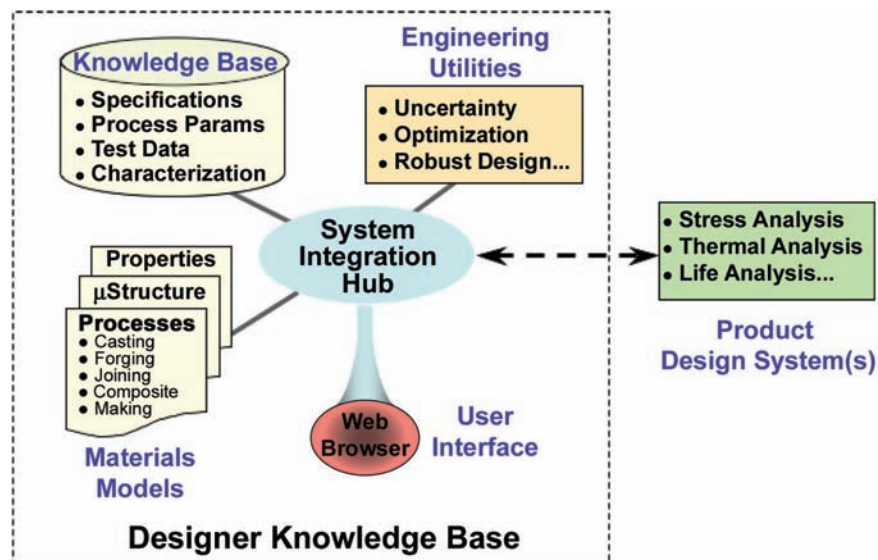 Knowledge Base
• Specifications
• Process Params
• Test Data
• Characterization
Engineering
Utilities
• Uncertainty
• Optimization
• Robust Design...
System
Integration
Hub
• Stress Analysis
• Thermal Analysis
• Life Analysis...
Product
Design System(s)
Properties
μStructure
Processes
• Casting
• Forging
• Joining
• Composite
• Making
Materials
Models
Web
Browser
User
Interface
Designer Knowledge Base